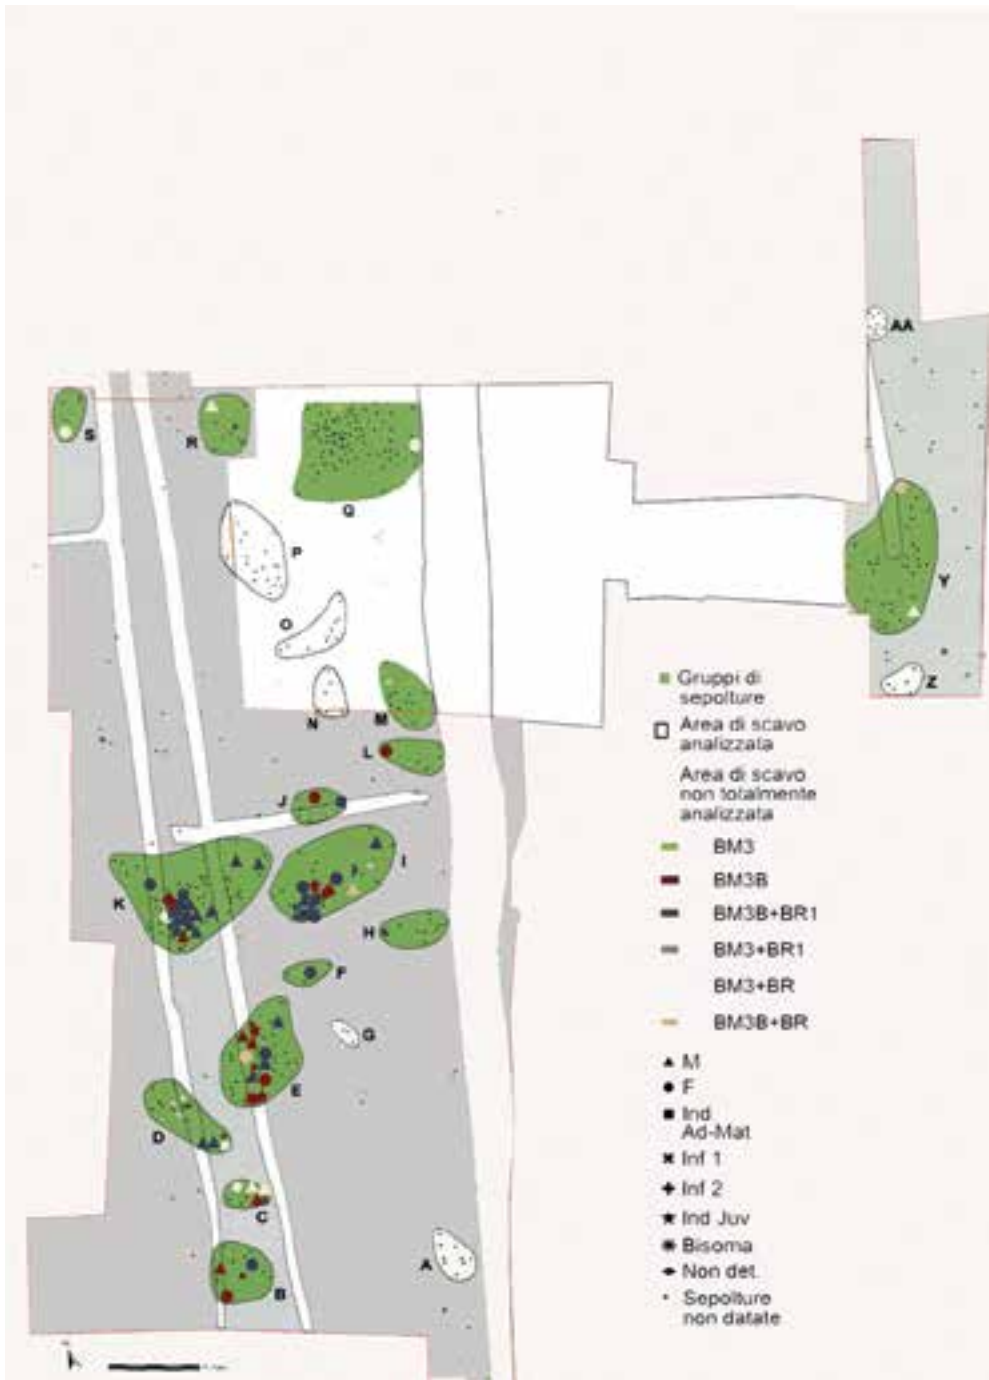 AA
S
R
Q
P
Y
O
Z
N
M
L
J
I
K
H
F
G
E
D
C
A
B
Gruppi di
sepolture
Area di scavo
analizzata
Area di scavo
non totalmente
analizzata
BM3
BM3B
BM3B+BR1
BM3+BR1
BM3+BR
BM3B+BR
M
F
Ind
Ad-Mat
Inf 1
Inf 2
Ind Juv
Bisoma
Non det.
Sepolture
non datate